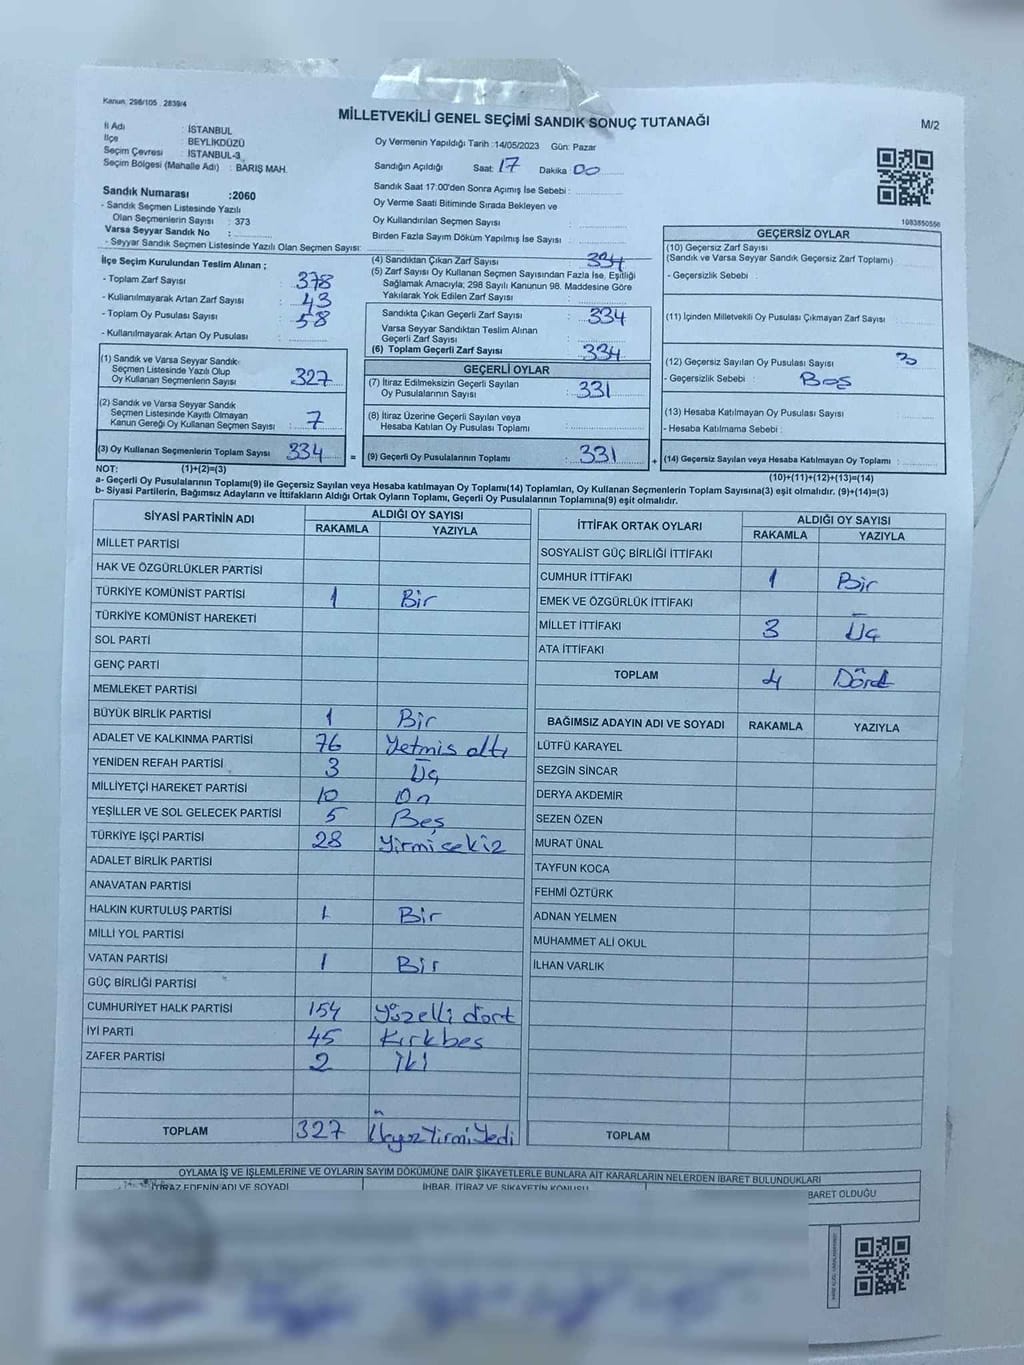 Kanun: 298/105 . 2839/4
MİLLETVEKİLİ GENEL SEÇİMİ SANDIK SONUÇ TUTANAĞI
M/2
İl Adı : İSTANBUL
İlçe : BEYLİKDÜZÜ
Seçim Çevresi : İSTANBUL-3
Seçim Bölgesi (Mahalle Adı) : BARIŞ MAH.
Oy Vermenin Yapıldığı Tarih :14/05/2023 Gün: Pazar
Sandığın Açıldığı Saat: 17 Dakika: 00
Sandık Saat 17:00'den Sonra Açımış İse Sebebi :
Oy Verme Saati Bitiminde Sırada Bekleyen ve
Oy Kullandırılan Seçmen Sayısı :
Birden Fazla Sayım Döküm Yapılmış İse Sayısı :
1083850556
Sandık Numarası :2060
- Sandık Seçmen Listesinde Yazılı
Olan Seçmenlerin Sayısı : 373
Varsa Seyyar Sandık No :
- Seyyar Sandık Seçmen Listesinde Yazılı Olan Seçmen Sayısı:
İlçe Seçim Kurulundan Teslim Alınan ;
- Toplam Zarf Sayısı : 378
- Kullanılmayarak Artan Zarf Sayısı : 43
- Toplam Oy Pusulası Sayısı : 58
- Kullanılmayarak Artan Oy Pusulası :
(1) Sandık ve Varsa Seyyar Sandık
Seçmen Listesinde Yazılı Olup
Oy Kullanan Seçmenlerin Sayısı : 327
(2) Sandık ve Varsa Seyyar Sandık
Seçmen Listesinde Kayıtlı Olmayan
Kanun Gereği Oy Kullanan Seçmen Sayısı : 7
(3) Oy Kullanan Seçmenlerin Toplam Sayısı : 334 =
(4) Sandıktan Çıkan Zarf Sayısı : 334
(5) Zarf Sayısı Oy Kullanan Seçmen Sayısından Fazla İse, Eşitliği
Sağlamak Amacıyla; 298 Sayılı Kanunun 98. Maddesine Göre
Yakılarak Yok Edilen Zarf Sayısı :
Sandıkta Çıkan Geçerli Zarf Sayısı : 334
Varsa Seyyar Sandıktan Teslim Alınan
Geçerli Zarf Sayısı :
(6) Toplam Geçerli Zarf Sayısı : 334
GEÇERLİ OYLAR
(7) İtiraz Edilmeksizin Geçerli Sayılan
Oy Pusulalarının Sayısı : 331
(8) İtiraz Üzerine Geçerli Sayılan veya
Hesaba Katılan Oy Pusulası Toplamı :
(9) Geçerli Oy Pusulalarının Toplamı : 331 +
GEÇERSİZ OYLAR
(10) Geçersiz Zarf Sayısı
(Sandık ve Varsa Seyyar Sandık Geçersiz Zarf Toplamı) :
- Geçersizlik Sebebi :
(11) İçinden Milletvekili Oy Pusulası Çıkmayan Zarf Sayısı :
(12) Geçersiz Sayılan Oy Pusulası Sayısı : 3
- Geçersizlik Sebebi : Boş
(13) Hesaba Katılmayan Oy Pusulası Sayısı :
- Hesaba Katılmama Sebebi :
(14) Geçersiz Sayılan veya Hesaba Katılmayan Oy Toplamı :
NOT: (1)+(2)=(3) (10)+(11)+(12)+(13)=(14)
a- Geçerli Oy Pusulalarının Toplamı(9) ile Geçersiz Sayılan veya Hesaba katılmayan Oy Toplamı(14) Toplamları, Oy Kullanan Seçmenlerin Toplam Sayısına(3) eşit olmalıdır. (9)+(14)=(3)
b- Siyasi Partilerin, Bağımsız Adayların ve İttifakların Aldığı Ortak Oyların Toplamı, Geçerli Oy Pusulalarının Toplamına(9) eşit olmalıdır.
SİYASİ PARTİNİN ADI ALDIĞI OY SAYISI
RAKAMLA YAZIYLA
MİLLET PARTİSİ
HAK VE ÖZGÜRLÜKLER PARTİSİ
TÜRKİYE KOMÜNİST PARTİSİ 1 Bir
TÜRKİYE KOMÜNİST HAREKETİ
SOL PARTİ
GENÇ PARTİ
MEMLEKET PARTİSİ
BÜYÜK BİRLİK PARTİSİ 1 Bir
ADALET VE KALKINMA PARTİSİ 76 Yetmis altı
YENİDEN REFAH PARTİSİ 3 Üç
MİLLİYETÇİ HAREKET PARTİSİ 10 On
YEŞİLLER VE SOL GELECEK PARTİSİ 5 Beş
TÜRKİYE İŞÇİ PARTİSİ 28 Yirmisekiz
ADALET BİRLİK PARTİSİ
ANAVATAN PARTİSİ
HALKIN KURTULUŞ PARTİSİ 1 Bir
MİLLİ YOL PARTİSİ
VATAN PARTİSİ 1 Bir
GÜÇ BİRLİĞİ PARTİSİ
CUMHURİYET HALK PARTİSİ 154 Yüzelli dört
İYİ PARTİ 45 Kırkbes
ZAFER PARTİSİ 2 İki
TOPLAM 327 Üçyüz Yirmi Yedi
İTTİFAK ORTAK OYLARI ALDIĞI OY SAYISI
RAKAMLA YAZIYLA
SOSYALİST GÜÇ BİRLİĞİ İTTİFAKI
CUMHUR İTTİFAKI 1 Bir
EMEK VE ÖZGÜRLÜK İTTİFAKI
MİLLET İTTİFAKI 3 Üç
ATA İTTİFAKI
TOPLAM 4 Dört
BAĞIMSIZ ADAYIN ADI VE SOYADI RAKAMLA YAZIYLA
LÜTFÜ KARAYEL
SEZGİN SİNCAR
DERYA AKDEMİR
SEZEN ÖZEN
MURAT ÜNAL
TAYFUN KOCA
FEHMİ ÖZTÜRK
ADNAN YELMEN
MUHAMMET ALİ OKUL
İLHAN VARLIK
TOPLAM
OYLAMA İŞ VE İŞLEMLERİNE VE OYLARIN SAYIM DÖKÜMÜNE DAİR ŞİKAYETLERLE BUNLARA AİT KARARLARIN NELERDEN İBARET BULUNDUKLARI
İTİRAZ EDENİN ADI VE SOYADI İHBAR, İTİRAZ VE ŞİKAYETİN KONUSU BARET OLDUĞU